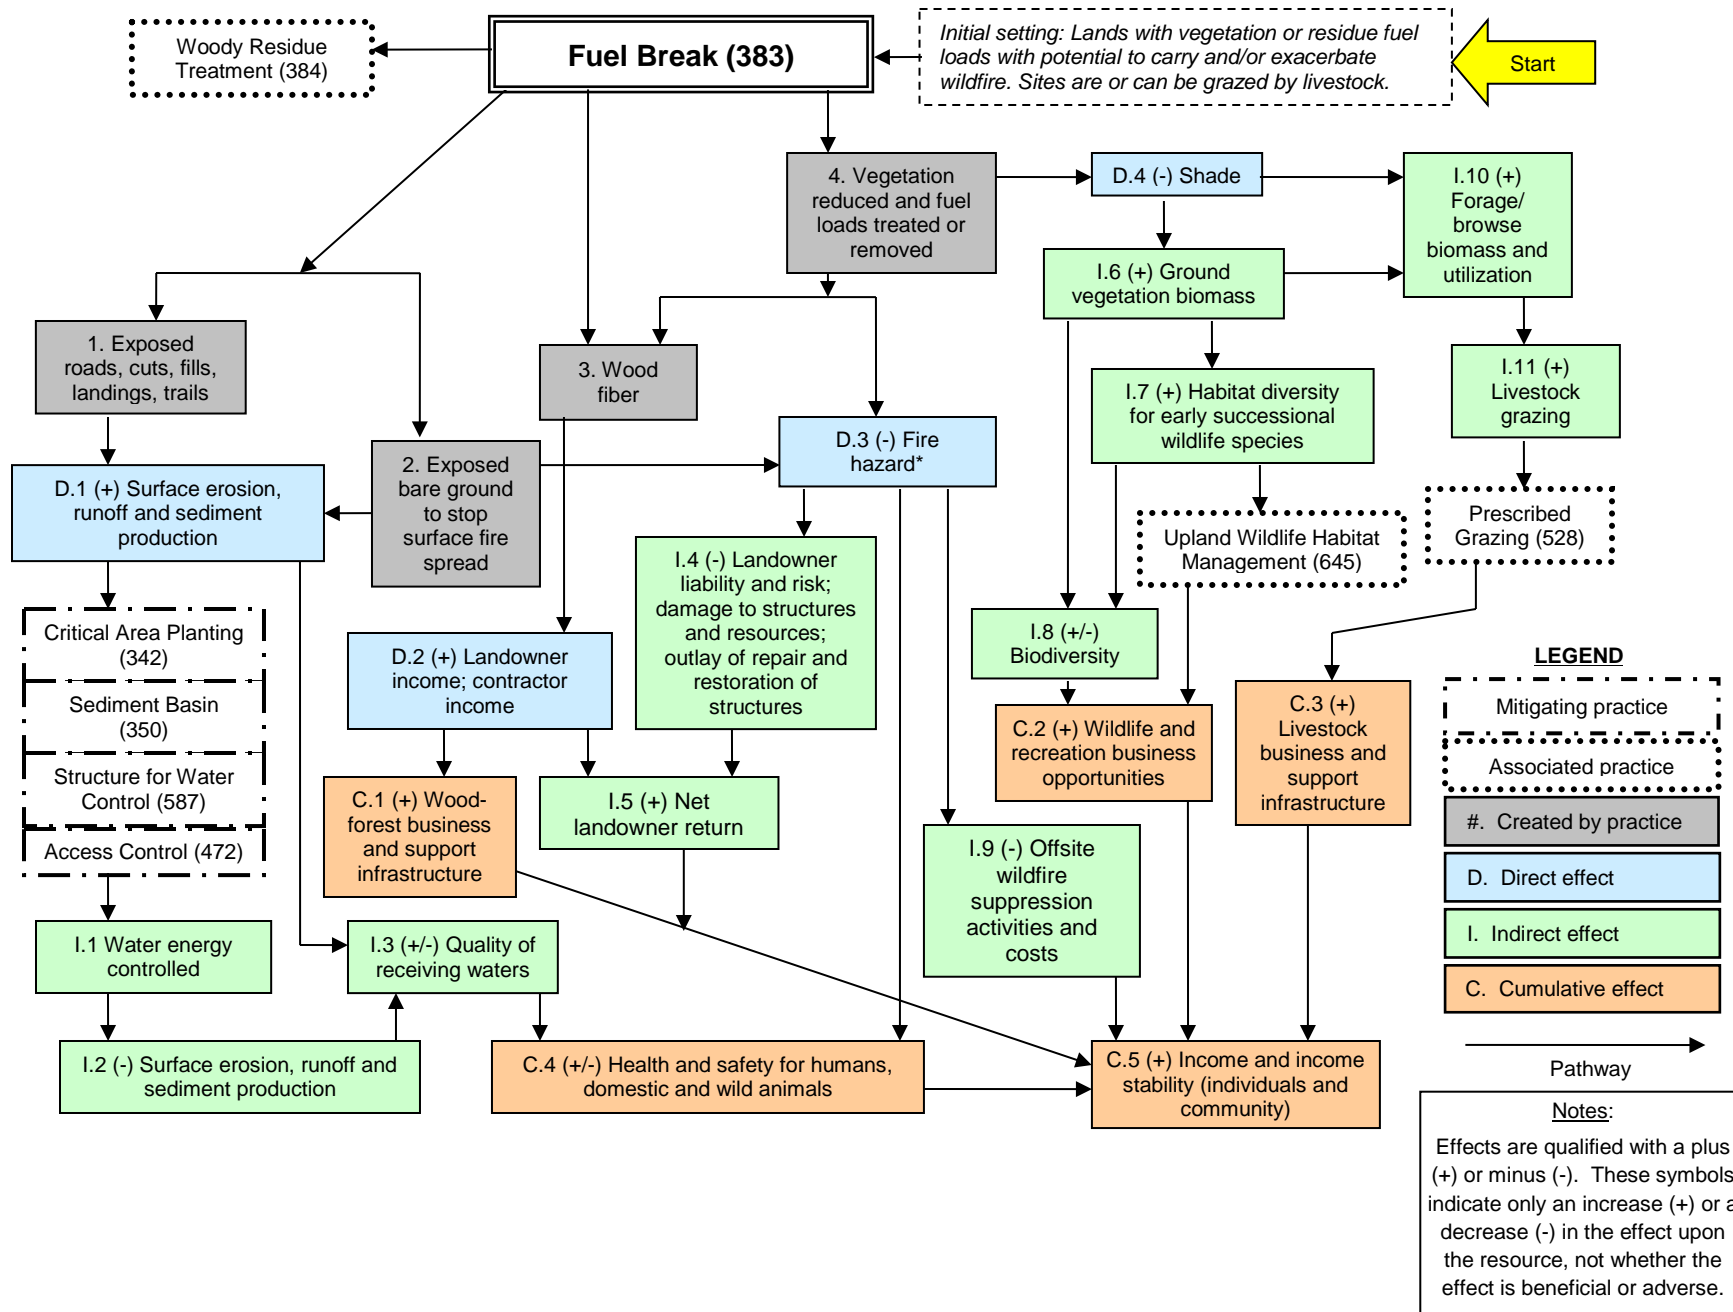 Woody Residue
Treatment (384)
Fuel Break (383)
Initial setting: Lands with vegetation or residue fuel
loads with potential to carry and/or exacerbate
wildfire. Sites are or can be grazed by livestock.
Start
4. Vegetation
reduced and fuel
loads treated or
removed
D.4 (-) Shade
I.10 (+)
Forage/
browse
biomass and
utilization
I.6 (+) Ground
vegetation biomass
1. Exposed
roads, cuts, fills,
landings, trails
3. Wood
fiber
I.7 (+) Habitat diversity
for early successional
wildlife species
I.11 (+)
Livestock
grazing
D.1 (+) Surface erosion,
runoff and sediment
production
2. Exposed
bare ground
to stop
surface fire
spread
D.3 (-) Fire
hazard*
Upland Wildlife Habitat
Management (645)
Prescribed
Grazing (528)
I.4 (-) Landowner
liability and risk;
damage to structures
and resources;
outlay of repair and
restoration of
structures
Critical Area Planting
(342)
Sediment Basin
(350)
Structure for Water
Control (587)
Access Control (472)
D.2 (+) Landowner
income; contractor
income
I.8 (+/-)
Biodiversity
C.2 (+) Wildlife and
recreation business
opportunities
C.3 (+)
Livestock
business and
support
infrastructure
C.1 (+) Wood-
forest business
and support
infrastructure
I.5 (+) Net
landowner return
I.9 (-) Offsite
wildfire
suppression
activities and
costs
I.1 Water energy
controlled
I.3 (+/-) Quality of
receiving waters
I.2 (-) Surface erosion, runoff and
sediment production
C.4 (+/-) Health and safety for humans,
domestic and wild animals
C.5 (+) Income and income
stability (individuals and
community)
LEGEND
Mitigating practice
Associated practice
#. Created by practice
D. Direct effect
I. Indirect effect
C. Cumulative effect
Pathway
Notes:
Effects are qualified with a plus
(+) or minus (-). These symbols
indicate only an increase (+) or a
decrease (-) in the effect upon
the resource, not whether the
effect is beneficial or adverse.